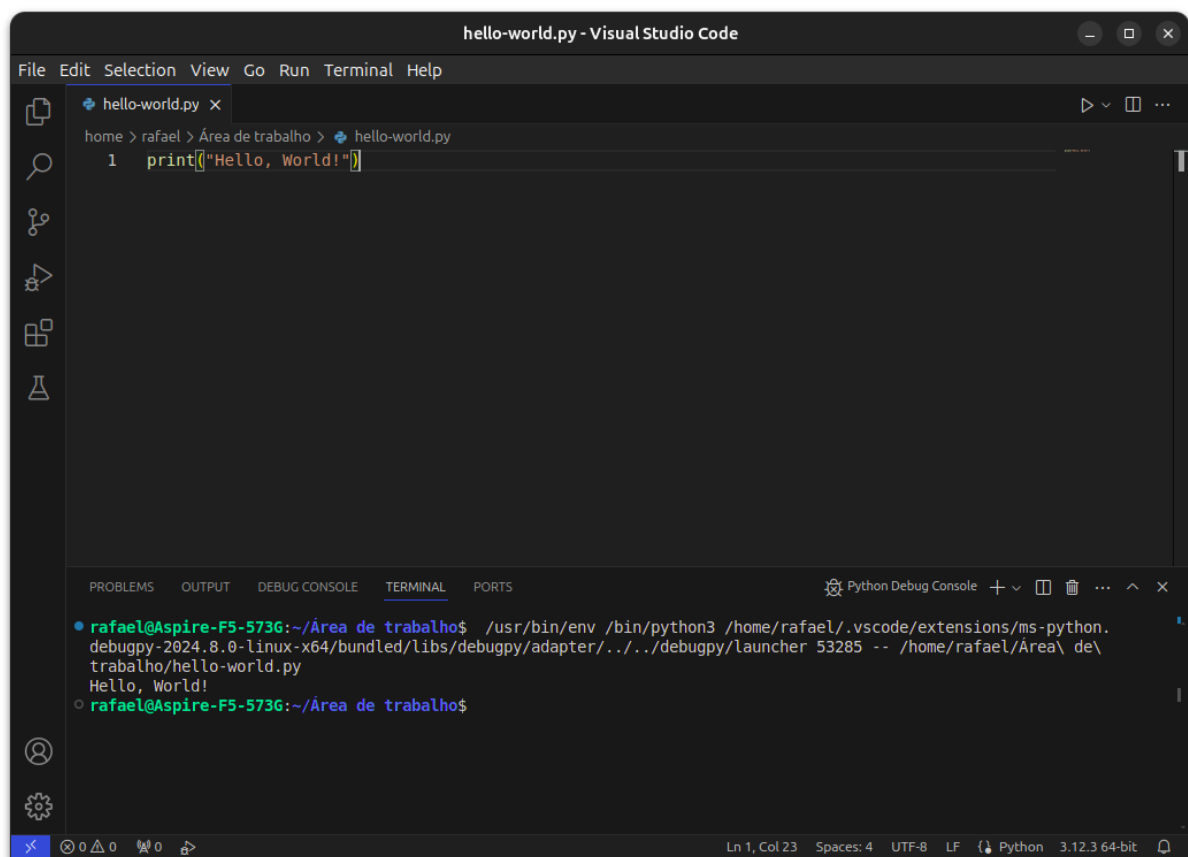 hello-world.py - Visual Studio Code
File Edit Selection View Go Run Terminal Help
hello-world.py
home > rafael > Área de trabalho > hello-world.py
1 print("Hello, World!")
PROBLEMS OUTPUT DEBUG CONSOLE TERMINAL PORTS Python Debug Console
rafael@Aspire-F5-573G:~/Área de trabalho$ /usr/bin/env /bin/python3 /home/rafael/.vscode/extensions/ms-python.
debugpy-2024.8.0-linux-x64/bundled/libs/debugpy/adapter/../../debugpy/launcher 53285 -- /home/rafael/Área\ de\
trabalho/hello-world.py
Hello, World!
rafael@Aspire-F5-573G:~/Área de trabalho$
0 0 0 Ln 1, Col 23 Spaces: 4 UTF-8 LF Python 3.12.3 64-bit